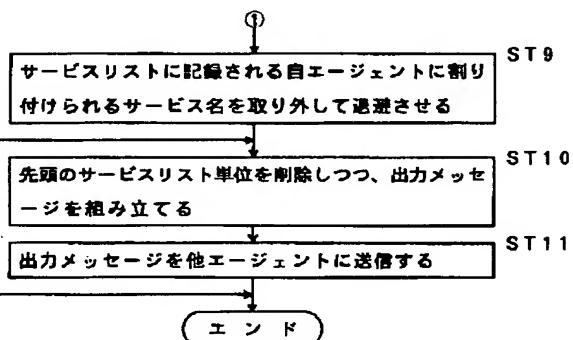 ①
ST9
サービスリストに記録される自エージェントに割り
付けられるサービス名を取り外して退避させる
ST10
先頭のサービスリスト単位を削除しつつ、出力メッセ
ージを組み立てる
ST11
出力メッセージを他エージェントに送信する
エンド